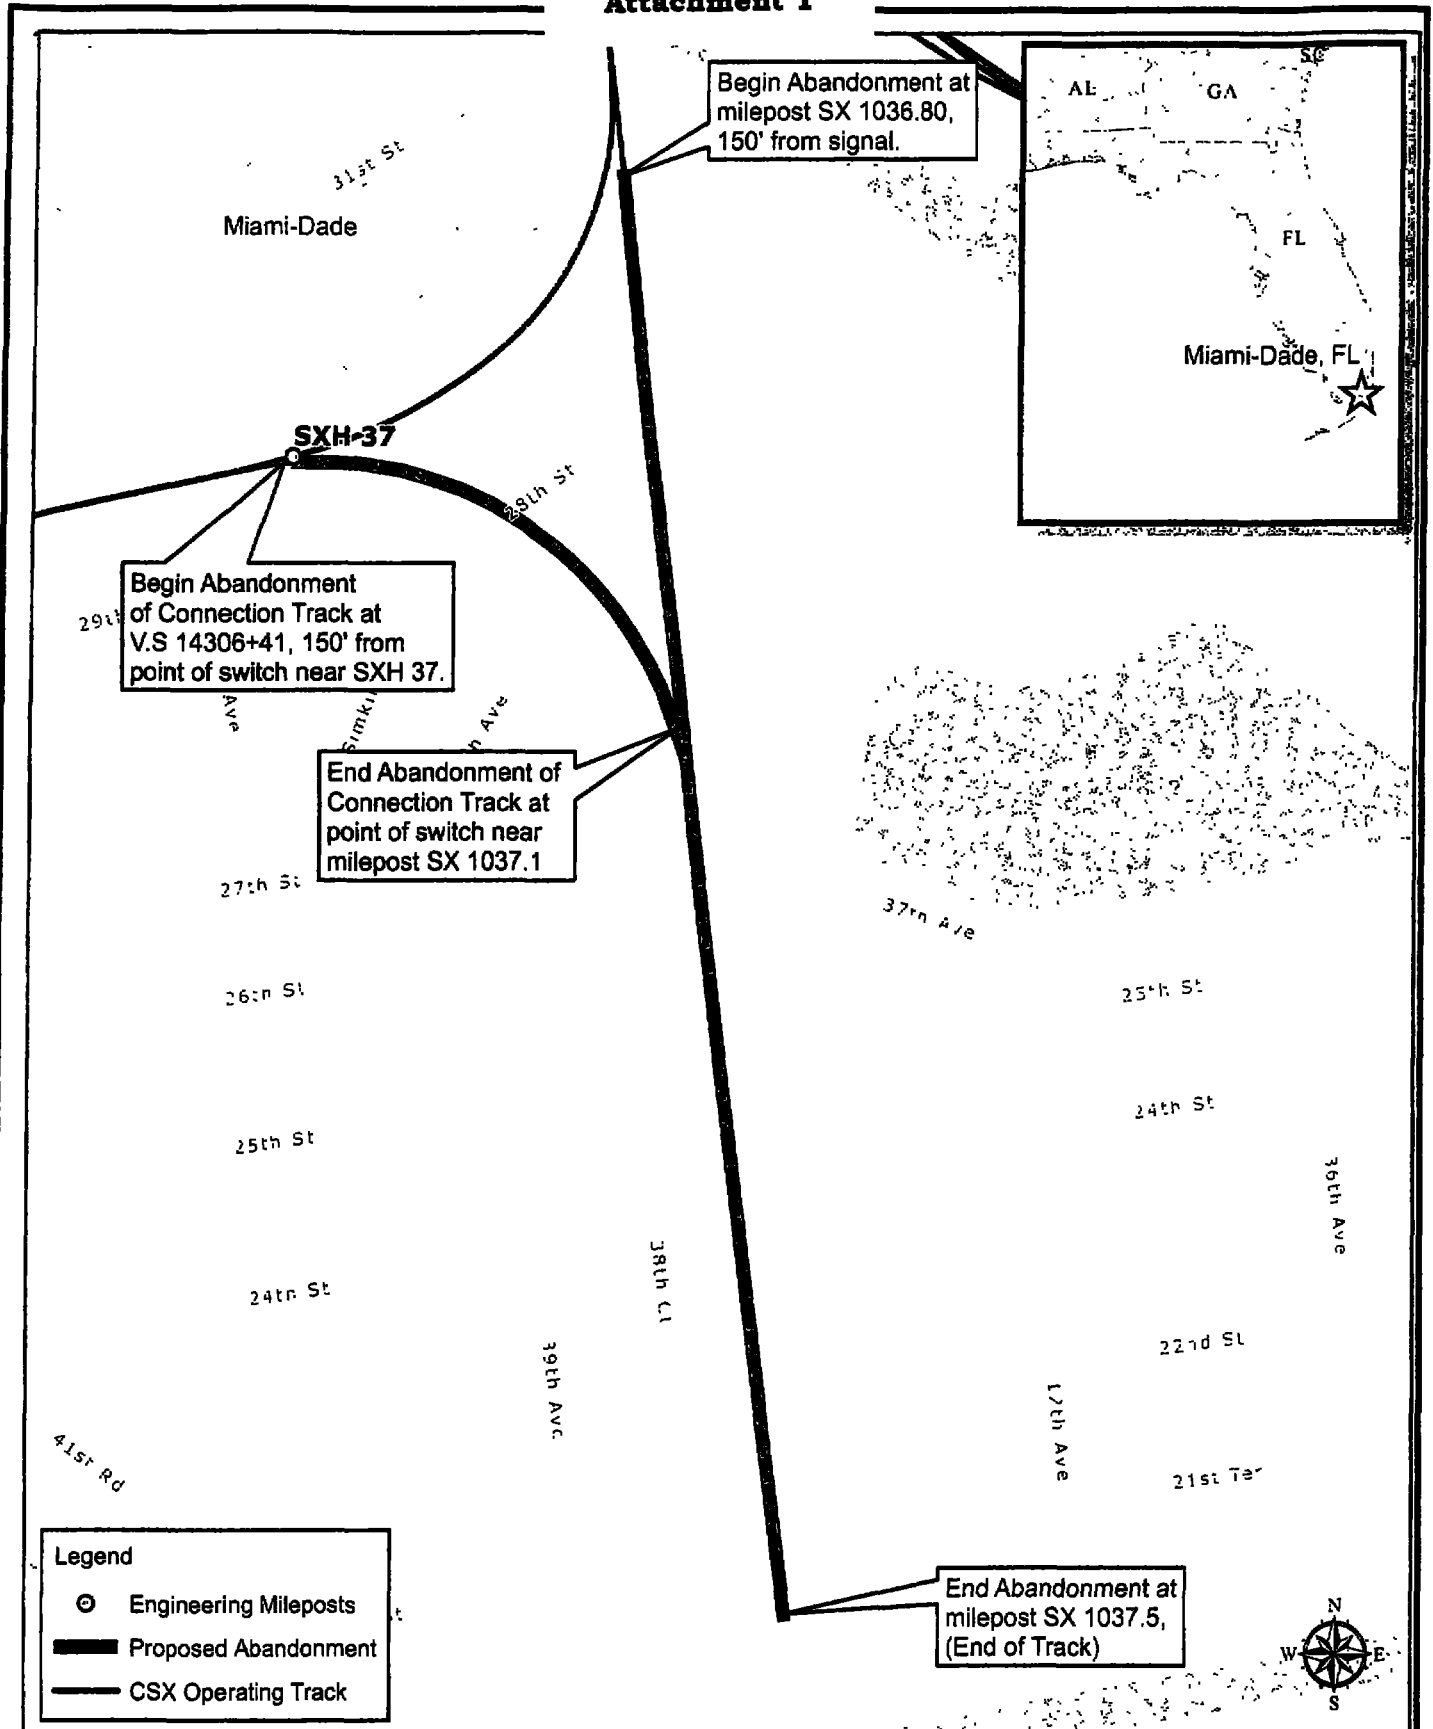 Attachment 1
Begin Abandonment at
milepost SX 1036.80,
150' from signal.
AL
GA
SC
FL
Miami-Dade, FL
31st St
Miami-Dade
SXH-37
28th St
Begin Abandonment
of Connection Track at
V.S 14306+41, 150' from
point of switch near SXH 37.
29th
Ave
Ave
End Abandonment of
Connection Track at
point of switch near
milepost SX 1037.1
27th St
37th Ave
26th St
25th St
25th St
24th St
36th Ave
38th Ct
24th St
22nd St
39th Ave
17th Ave
41st Rd
21st Ter
Legend
Engineering Mileposts
Proposed Abandonment
CSX Operating Track
End Abandonment at
milepost SX 1037.5,
(End of Track)
N
W
E
S